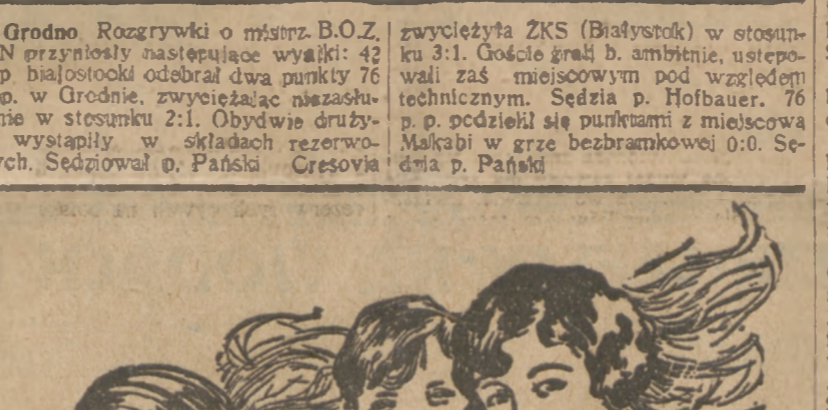 Grodno Rozgrywki o mistrz. B.O.Z.
N przyniosły następujące wyniki: 42
p. białostocki odebrał dwa punkty 76
p. w Grodnie, zwyciężając niezasłu-
nie w stosunku 2:1. Obydwie druży-
wystąpiły w składach rezerwo-
ych. Sędziował p. Pański Cresovia
zwyciężyła ŻKS (Białystok) w stosun-
ku 3:1. Goście grali b. ambitnie, ustępo-
wali zaś miejscowym pod względem
technicznym. Sędzia p. Hofbauer. 76
p. p. podzielił się punktami z miejscową
Makabi w grze bezbramkowej 0:0. Sę-
dzia p. Pański